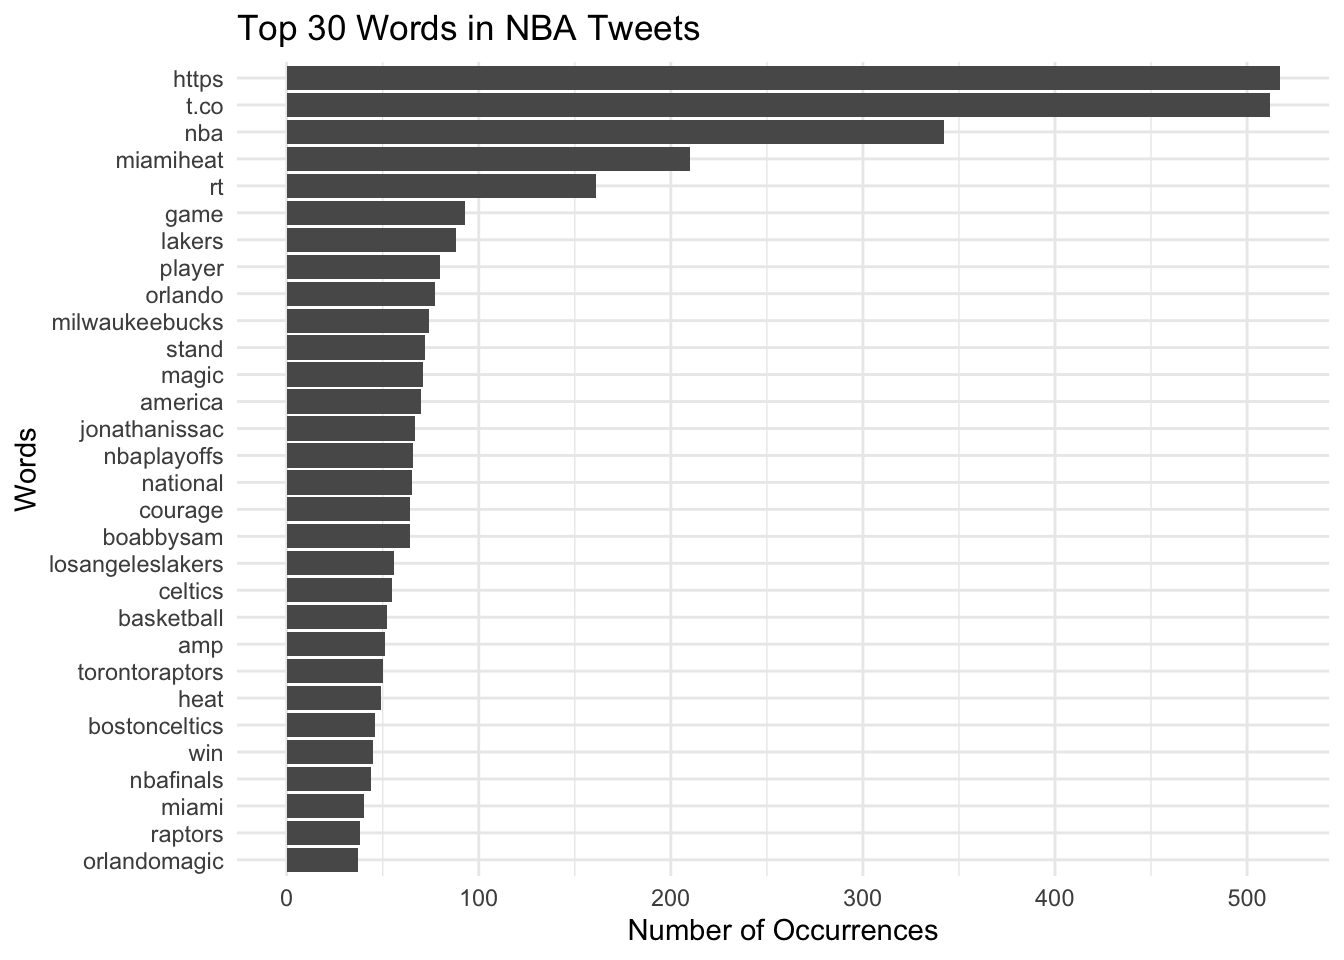 Top 30 Words in NBA Tweets
https
t.co
nba
miamiheat
rt
game
lakers
player
orlando
milwaukeebucks
stand
magic
america
jonathanissac
nbaplayoffs
national
courage
boabbysam
losangeleslakers
celtics
basketball
amp
torontoraptors
heat
bostonceltics
win
nbafinals
miami
raptors
orlandomagic
Words
0 100 200 300 400 500
Number of Occurrences